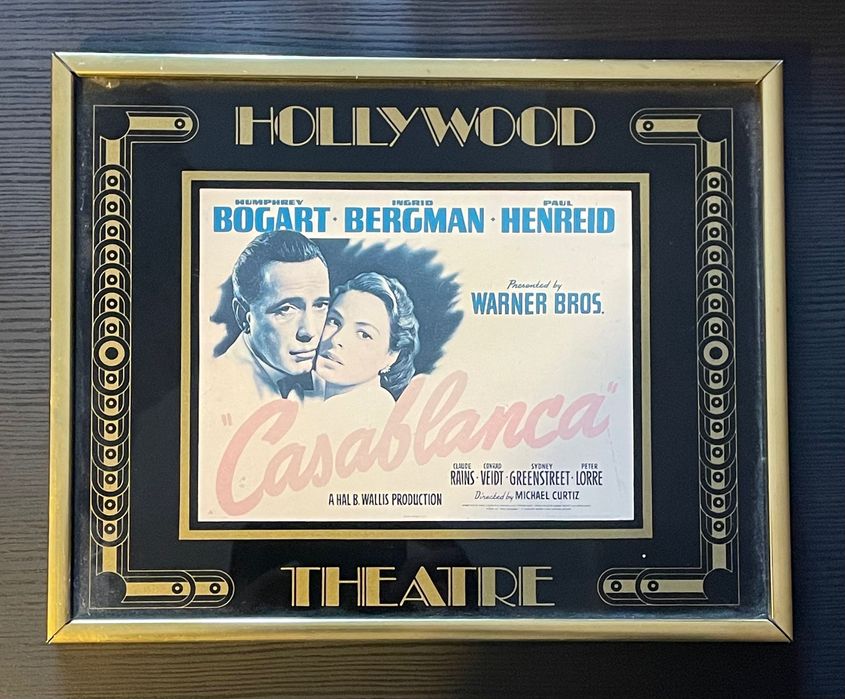 HOLLYWOOD
HUMPHREY INGRID PAUL
BOGART · BERGMAN · HENREID
Presented by
WARNER BROS.
"Casablanca"
CLAUDE CONRAD SYDNEY PETER
RAINS · VEIDT · GREENSTREET · LORRE
A HAL B. WALLIS PRODUCTION
Directed by MICHAEL CURTIZ
THEATRE